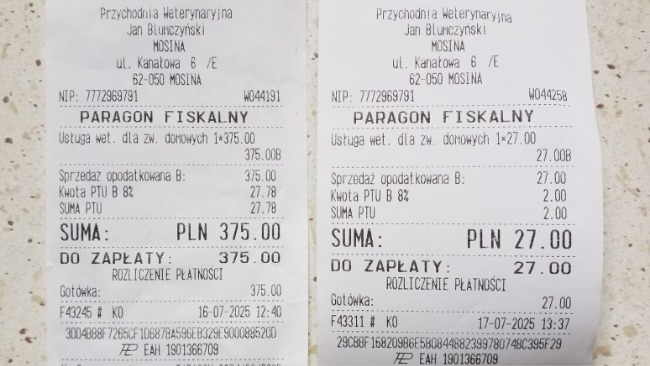 Przychodnia Weterynaryjna
Jan Blumczyński
MOSINA
ul. Kanałowa 6 /E
62-050 MOSINA
NIP: 7772969791 W044191
PARAGON FISKALNY
Usługa wet. dla zw. domowych 1*375.00
375.00B
Sprzedaż opodatkowana B: 375.00
Kwota PTU B 8% 27.78
SUMA PTU 27.78
SUMA: PLN 375.00
DO ZAPŁATY: 375.00
ROZLICZENIE PŁATNOŚCI
Gotówka: 375.00
F43245 # KO 16-07-2025 12:40
EAH 1901366709
Przychodnia Weterynaryjna
Jan Blumczyński
MOSINA
ul. Kanałowa 6 /E
62-050 MOSINA
NIP: 7772969791 W044258
PARAGON FISKALNY
Usługa wet. dla zw. domowych 1*27.00
27.00B
Sprzedaż opodatkowana B: 27.00
Kwota PTU B 8% 2.00
SUMA PTU 2.00
SUMA: PLN 27.00
DO ZAPŁATY: 27.00
ROZLICZENIE PŁATNOŚCI
Gotówka: 27.00
F43311 # KO 17-07-2025 13:37
EAH 1901366709